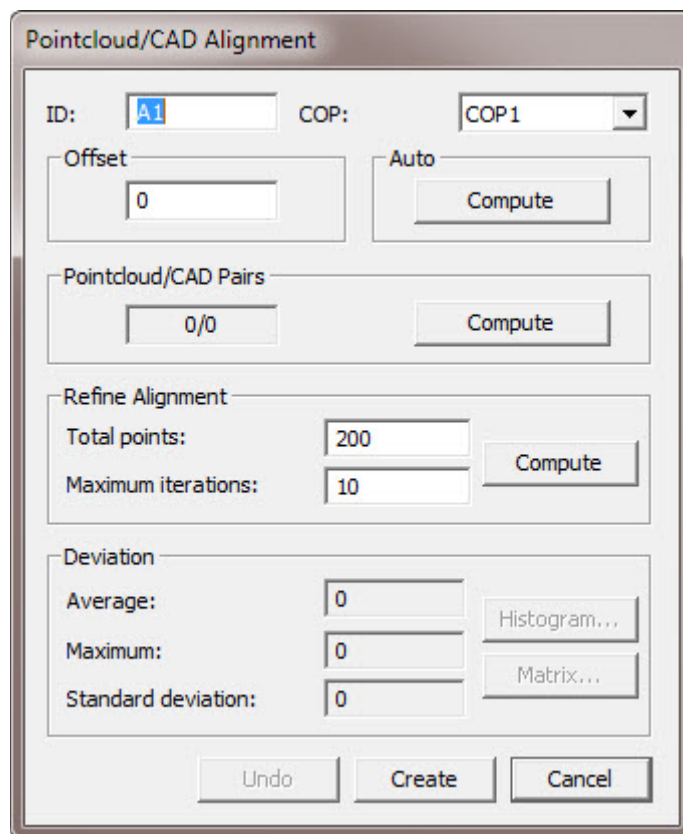 Pointcloud/CAD Alignment
ID: A1 COP: COP1
Offset Auto
0 Compute
Pointcloud/CAD Pairs
0/0 Compute
Refine Alignment
Total points: 200
Compute
Maximum iterations: 10
Deviation
Average: 0
Histogram...
Maximum: 0
Matrix...
Standard deviation: 0
Undo Create Cancel